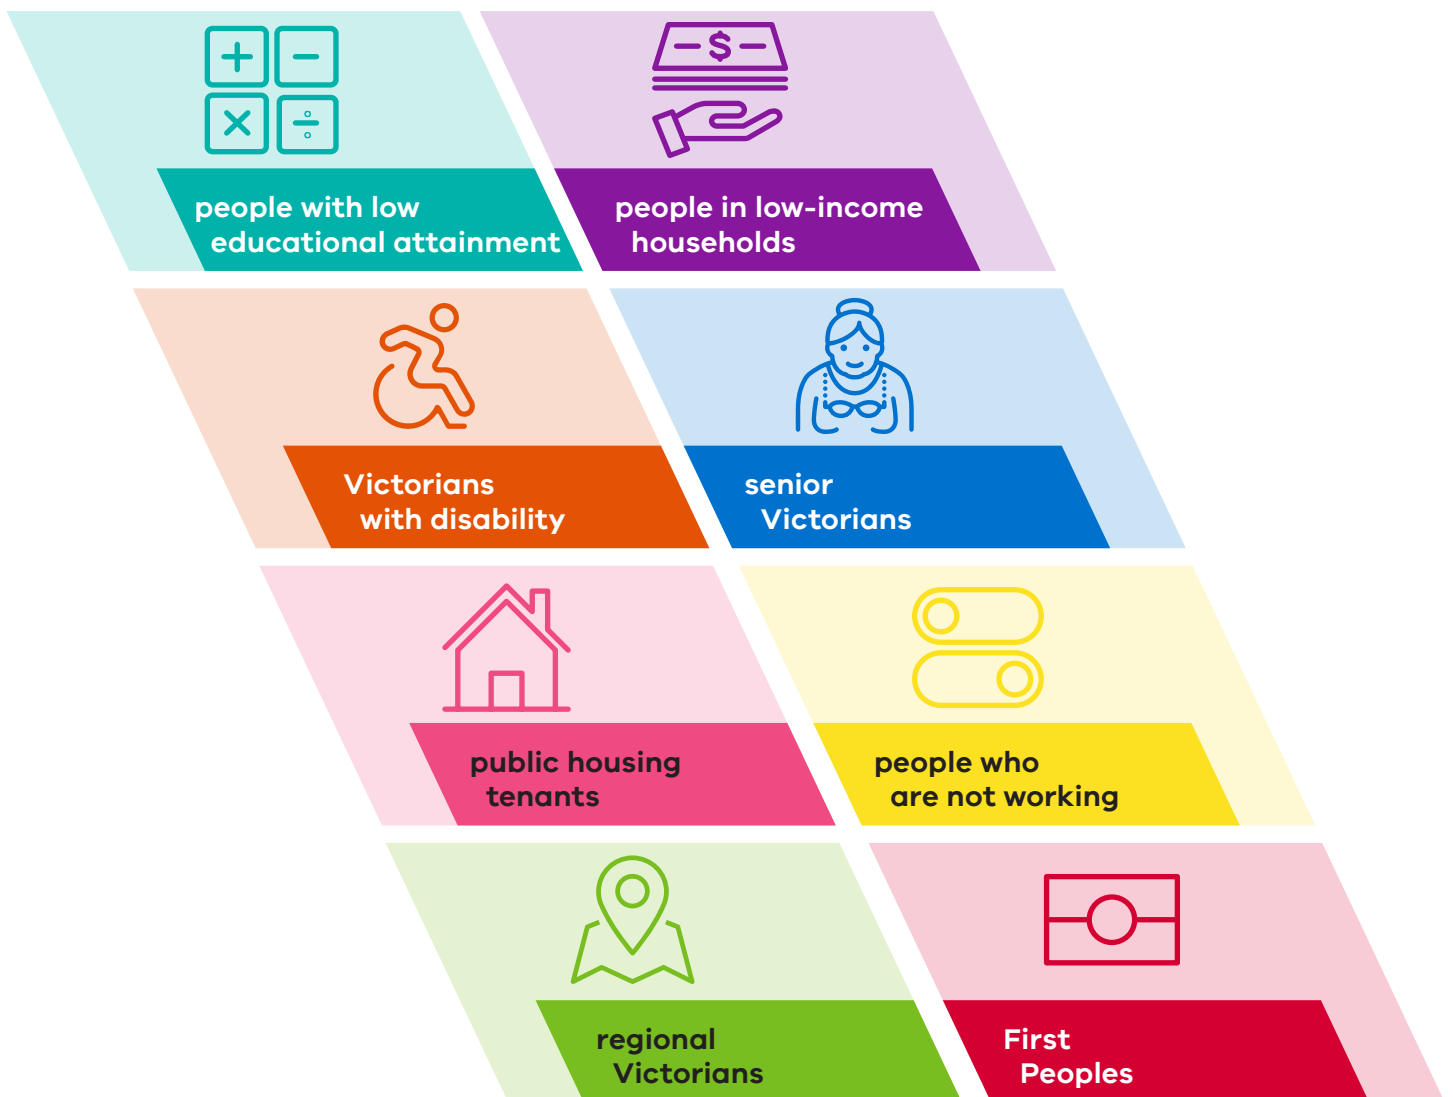 people with low
educational attainment
people in low-income
households
Victorians
with disability
senior
Victorians
public housing
tenants
people who
are not working
regional
Victorians
First
Peoples